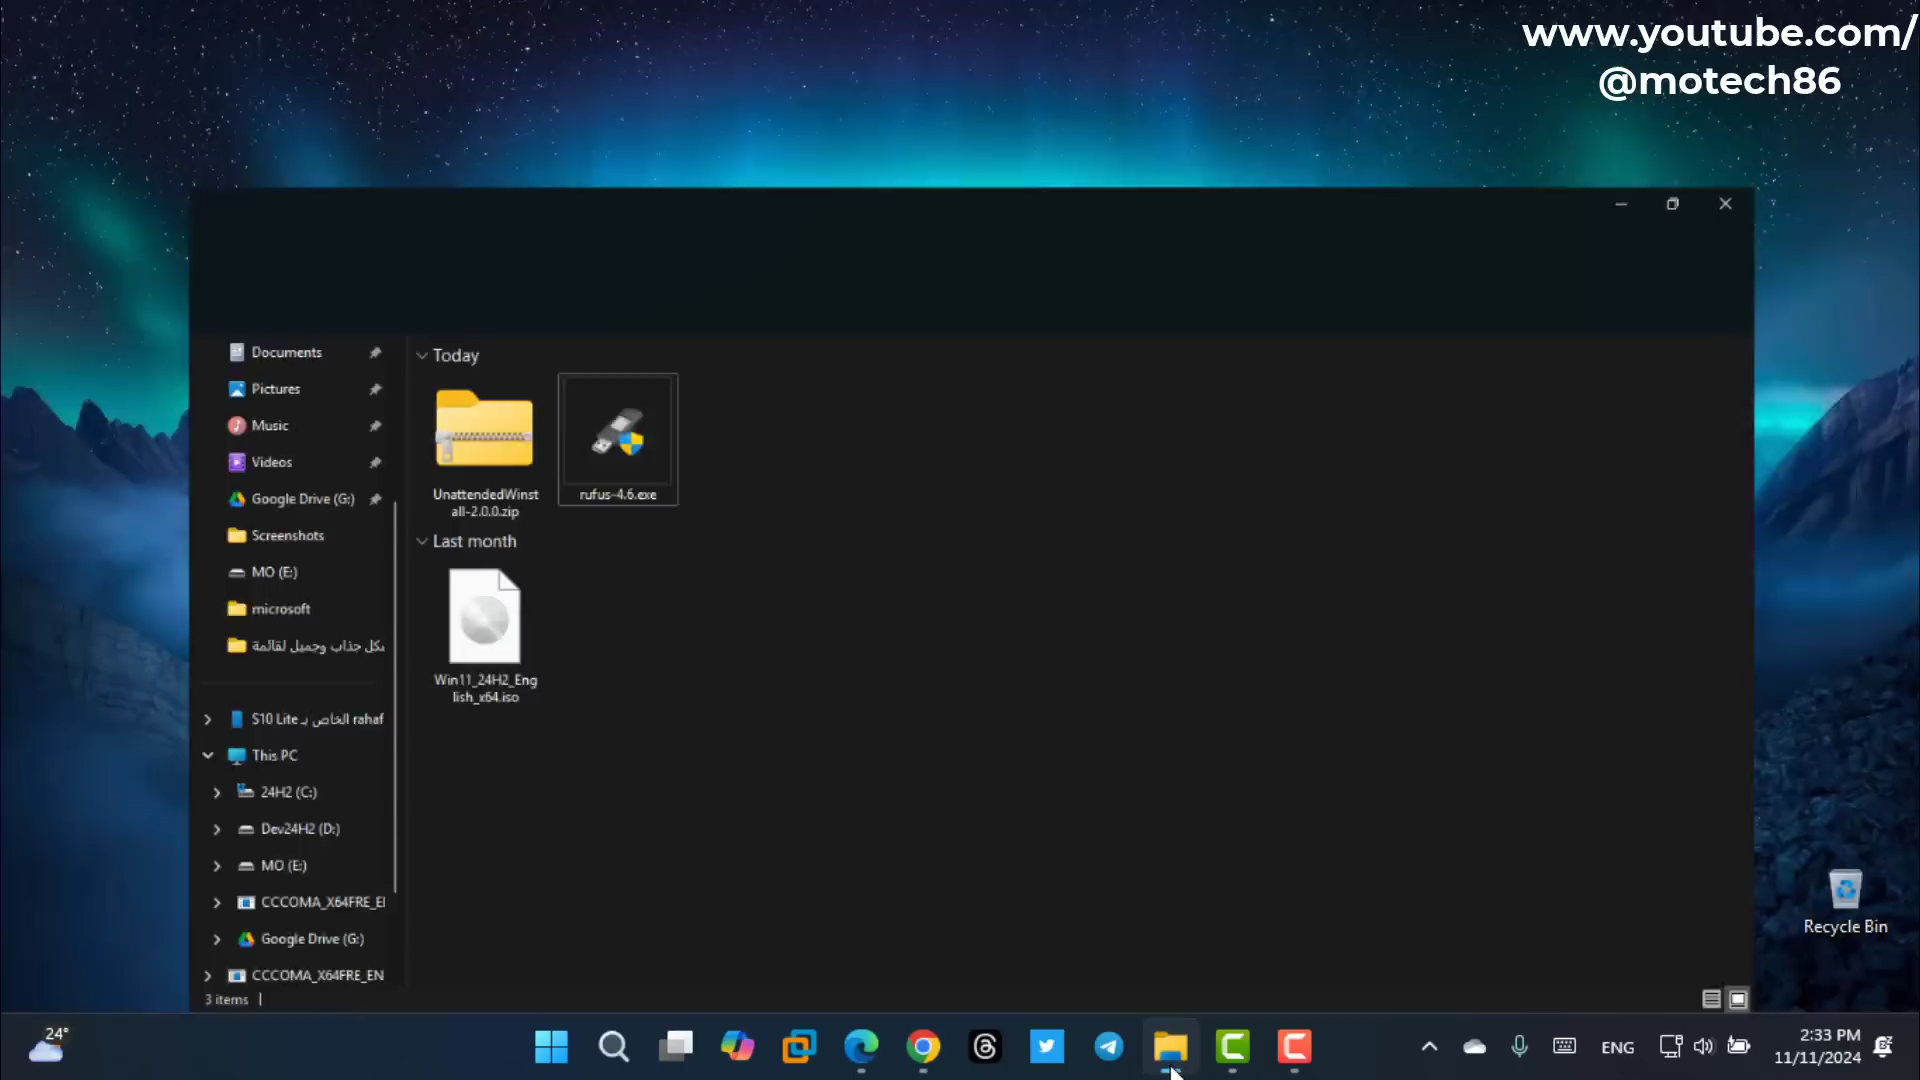 www.youtube.com/
@motech86
Documents
Pictures
Music
Videos
Google Drive (G:)
Screenshots
MO (E:)
microsoft
كل جذاب وجميل لقائمة
S10 Lite الخاص بـ rahaf
This PC
24H2 (C:)
Dev24H2 (D:)
MO (E:)
CCCOMA_X64FRE_EI
Google Drive (G:)
CCCOMA_X64FRE_EN
3 items
Today
UnattendedWinst
all-2.0.0.zip
rufus-4.6.exe
Last month
Win11_24H2_Eng
lish_x64.iso
Recycle Bin
24°
ENG
2:33 PM
11/11/2024